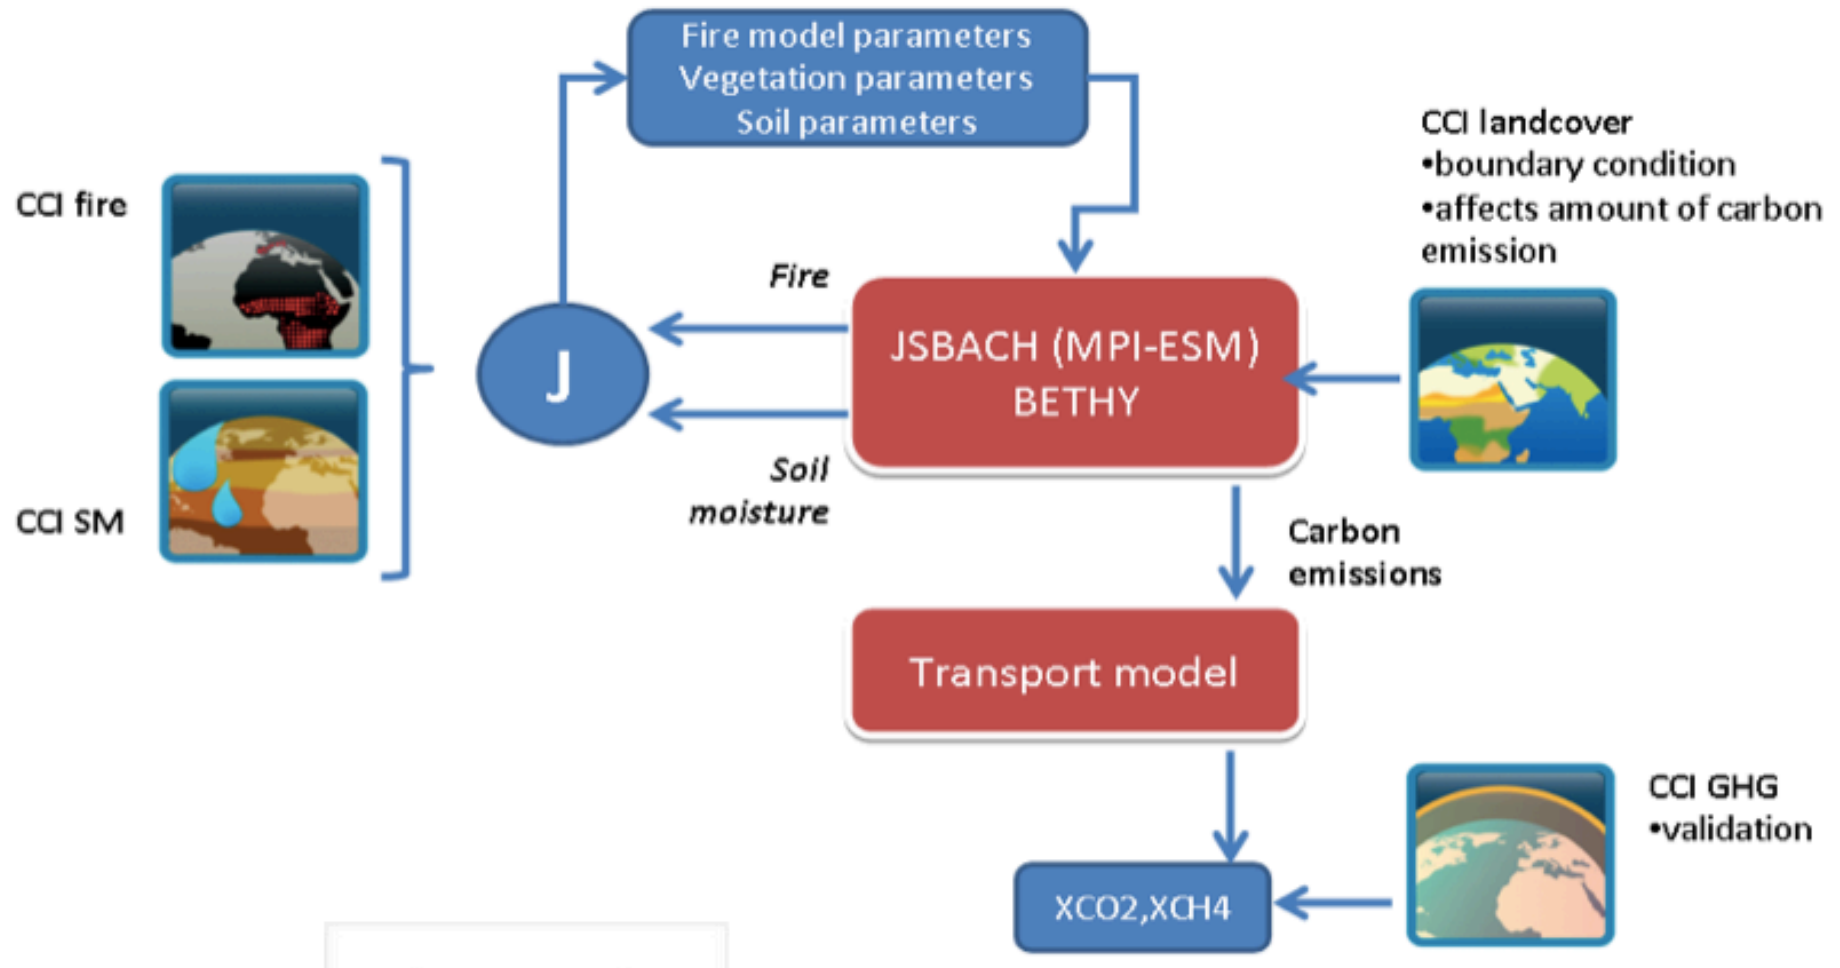 Fire model parameters
Vegetation parameters
Soil parameters
CCI landcover
•boundary condition
•affects amount of carbon
emission
CCI fire
Fire
J
JSBACH (MPI-ESM)
BETHY
Soil
moisture
CCI SM
Carbon
emissions
Transport model
CCI GHG
•validation
XCO2,XCH4